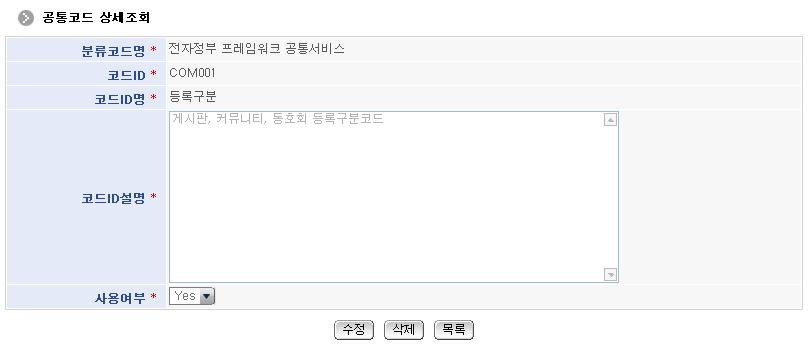 공통코드 상세조회
분류코드명 * 전자정부 프레임워크 공통서비스
코드ID * COM001
코드ID명 * 등록구분
코드ID설명 * 게시판, 커뮤니티, 동호회 등록구분코드
사용여부 * Yes
수정 삭제 목록